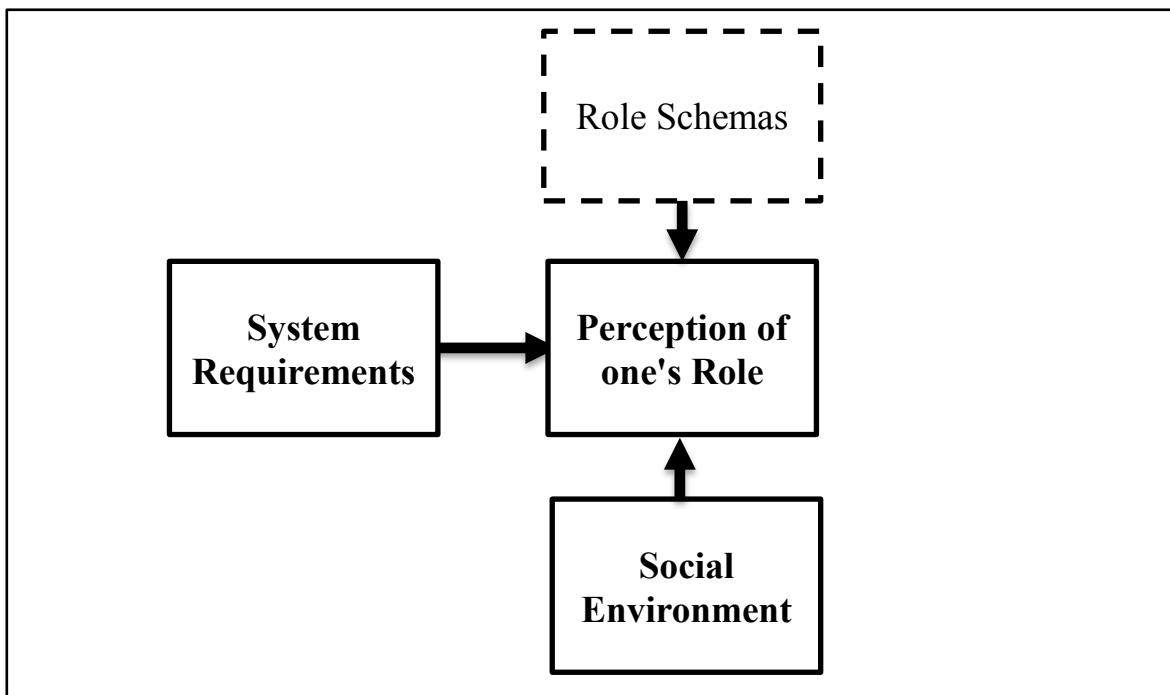 Role Schemas
System
Requirements
Perception of
one's Role
Social
Environment